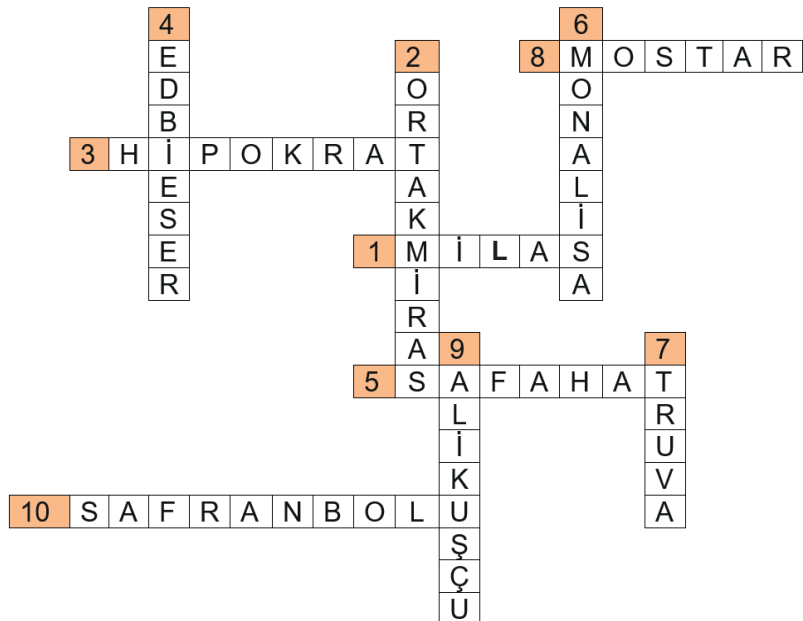 4 EDBİESER
6 MONALİSA
2 ORTAKMİRAS
8 MOSTAR
3 HİPOKRAT
1 MİLAS
9 ALİKUŞÇU
7 TRUVA
5 SAFAHAT
10 SAFRANBOLU